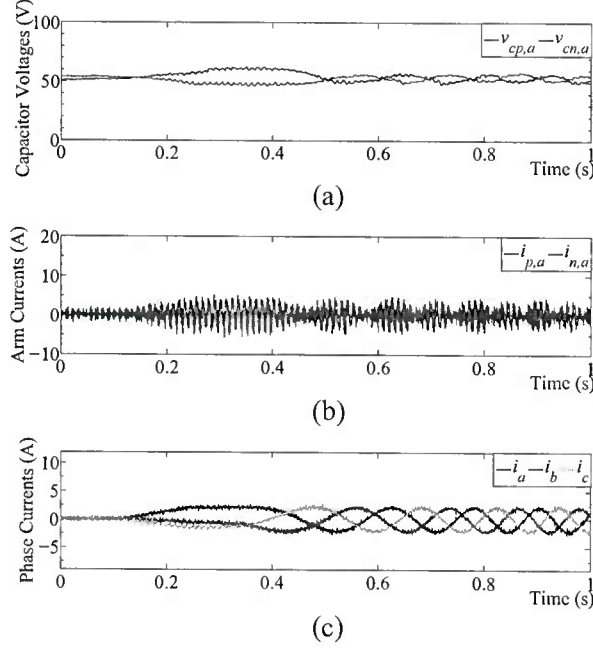 Capacitor Voltages (V)
100
50
0
v_cp,a v_cn,a
0 0.2 0.4 0.6 0.8 1
Time (s)
(a)
Arm Currents (A)
20
10
0
−10
i_p,a i_n,a
0 0.2 0.4 0.6 0.8 1
Time (s)
(b)
Phase Currents (A)
10
5
0
−5
i_a i_b i_c
0 0.2 0.4 0.6 0.8 1
Time (s)
(c)